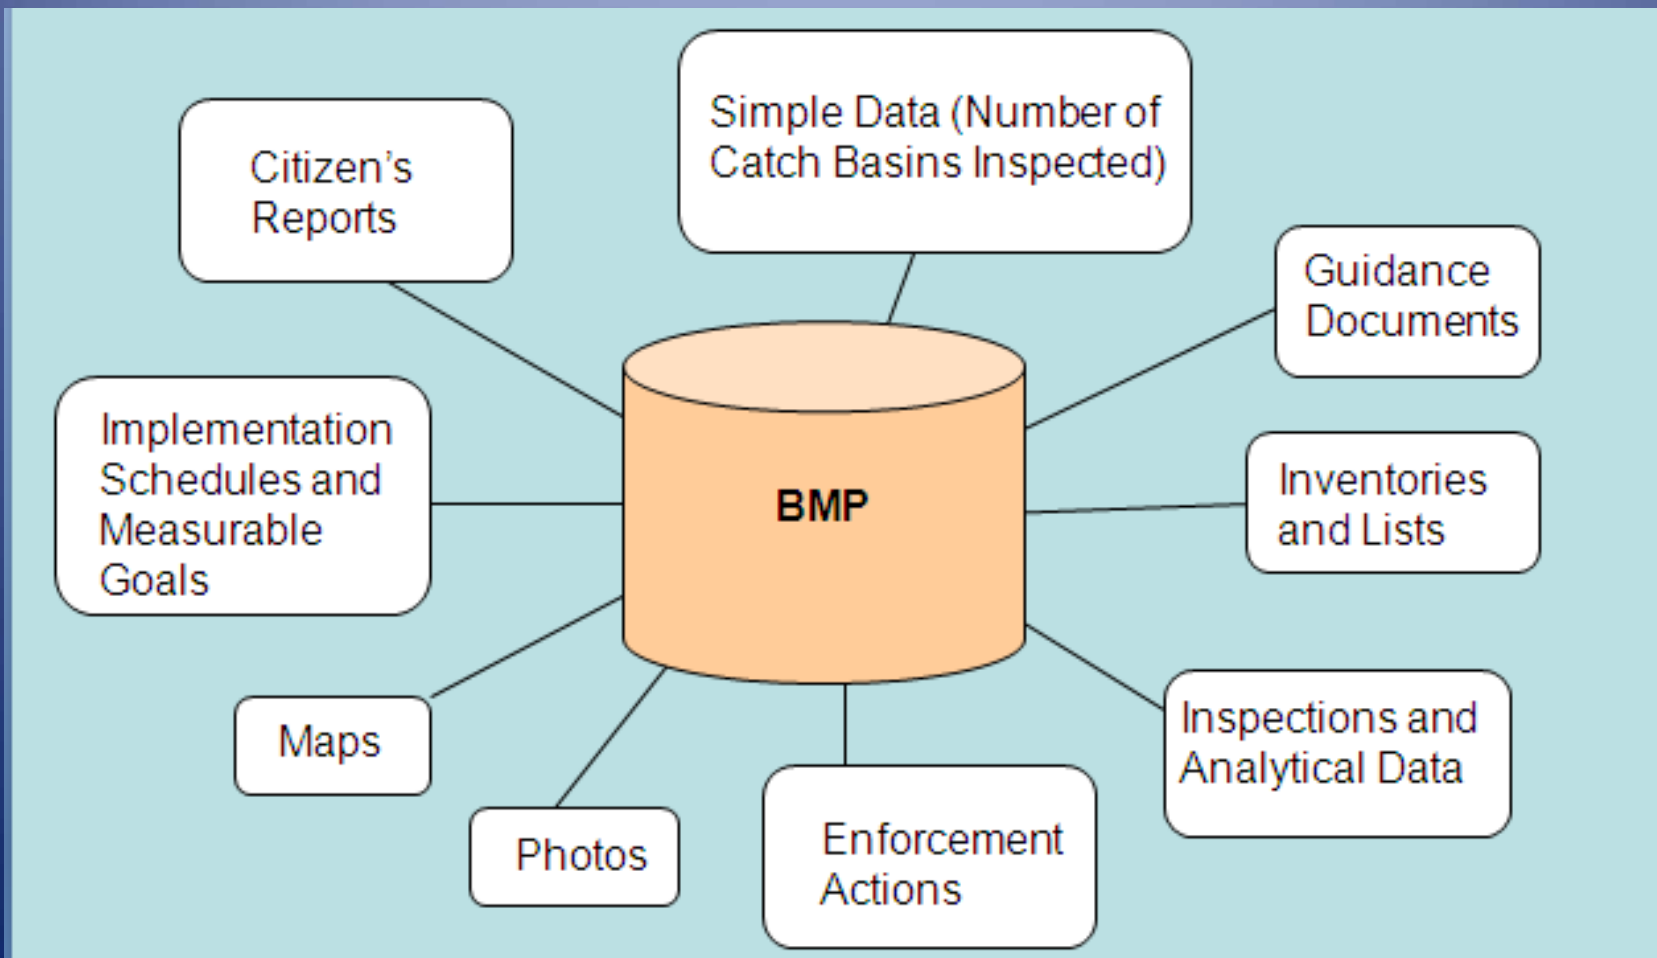 Simple Data (Number of
Catch Basins Inspected)
Citizen’s
Reports
Guidance
Documents
Implementation
Schedules and
Measurable
Goals
BMP
Inventories
and Lists
Maps
Inspections and
Analytical Data
Photos
Enforcement
Actions